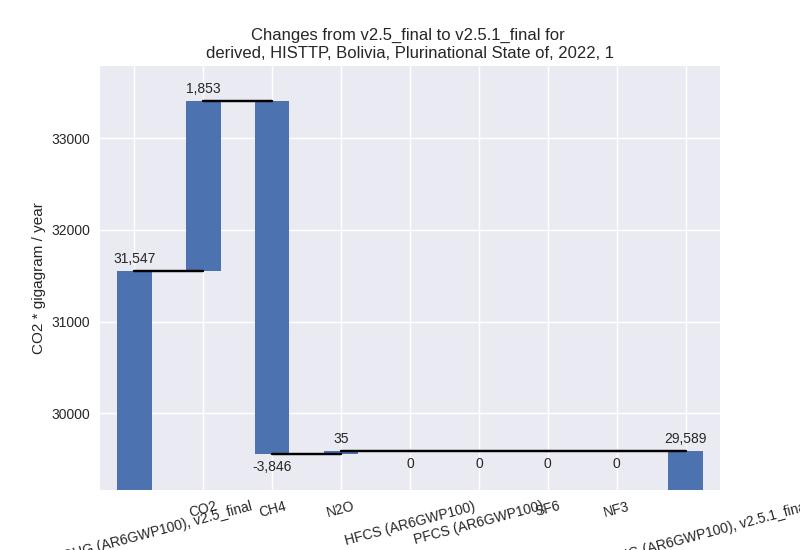 Changes from v2.5_final to v2.5.1_final for
derived, HISTTP, Bolivia, Plurinational State of, 2022, 1
CO2 * gigagram / year
33000
32000
31000
30000
31,547
1,853
-3,846
35
0
0
0
0
29,589
(AR6GWP100), v2.5_final
CO2
CH4
N2O
HFCS (AR6GWP100)
PFCS (AR6GWP100)
SF6
NF3
(AR6GWP100), v2.5.1_fina